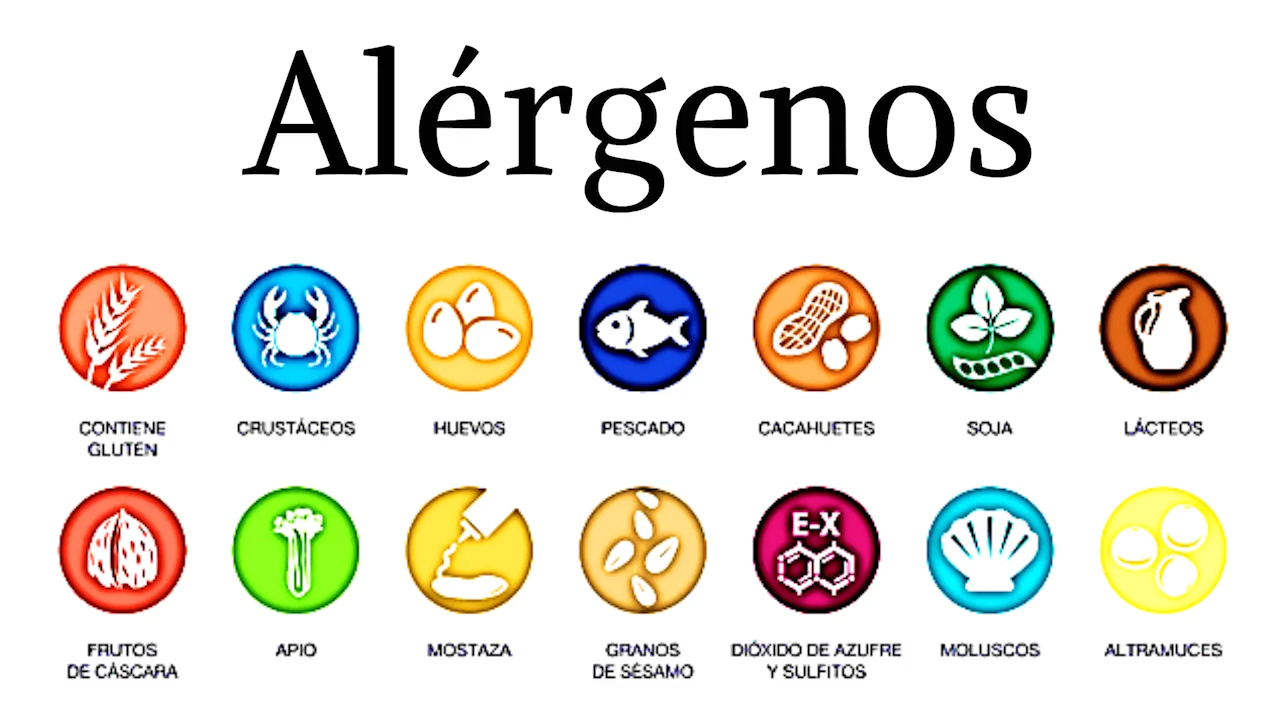 Alérgenos
CONTIENE
GLUTEN
CRUSTÁCEOS
HUEVOS
PESCADO
CACAHUETES
SOJA
LÁCTEOS
FRUTOS
DE CÁSCARA
APIO
MOSTAZA
GRANOS
DE SÉSAMO
E-X
DIÓXIDO DE AZUFRE
Y SULFITOS
MOLUSCOS
ALTRAMUCES